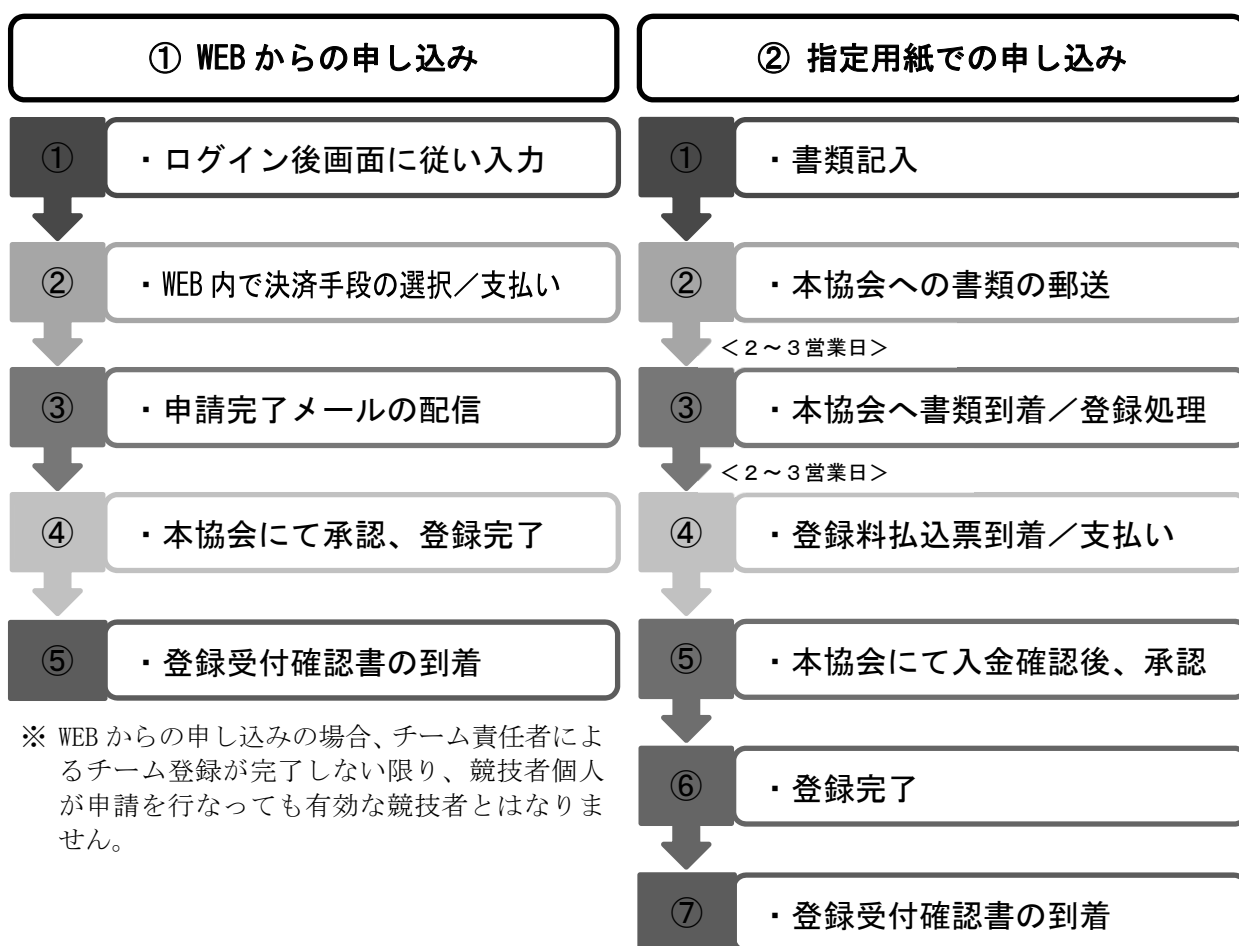 ① WEBからの申し込み
① ・ログイン後画面に従い入力
② ・WEB内で決済手段の選択／支払い
③ ・申請完了メールの配信
④ ・本協会にて承認、登録完了
⑤ ・登録受付確認書の到着
※ WEBからの申し込みの場合、チーム責任者によ
るチーム登録が完了しない限り、競技者個人
が申請を行なっても有効な競技者とはなりま
せん。
② 指定用紙での申し込み
① ・書類記入
② ・本協会への書類の郵送
＜２～３営業日＞
③ ・本協会へ書類到着／登録処理
＜２～３営業日＞
④ ・登録料払込票到着／支払い
⑤ ・本協会にて入金確認後、承認
⑥ ・登録完了
⑦ ・登録受付確認書の到着